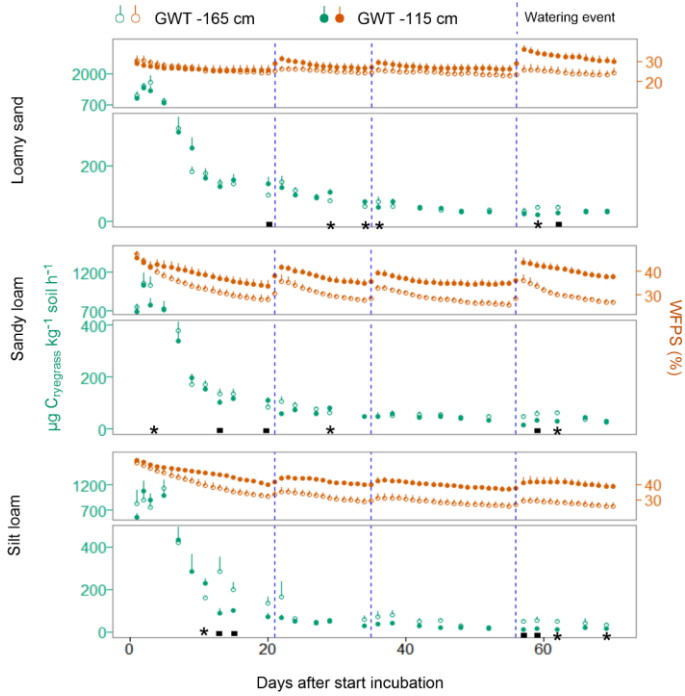 GWT -165 cm GWT -115 cm Watering event
Loamy sand
2000
700
200
0
30
20
Sandy loam
1200
700
400
200
0
40
30
µg C ryegrass kg⁻¹ soil h⁻¹
WFPS (%)
Silt loam
1200
700
400
200
0
40
30
0 20 40 60
Days after start incubation